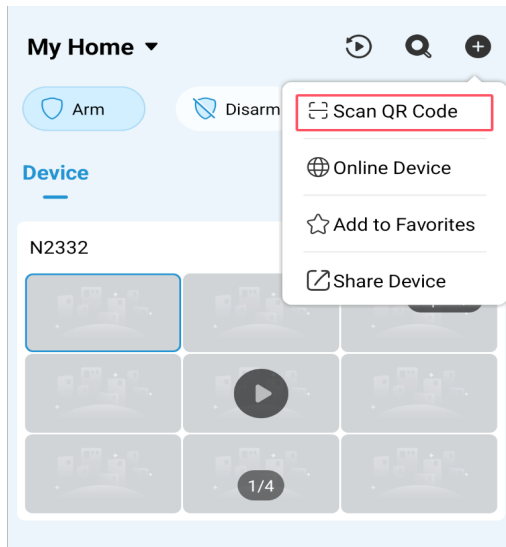 My Home
Arm
Disarm
Scan QR Code
Online Device
Add to Favorites
Share Device
Device
N2332
1/4